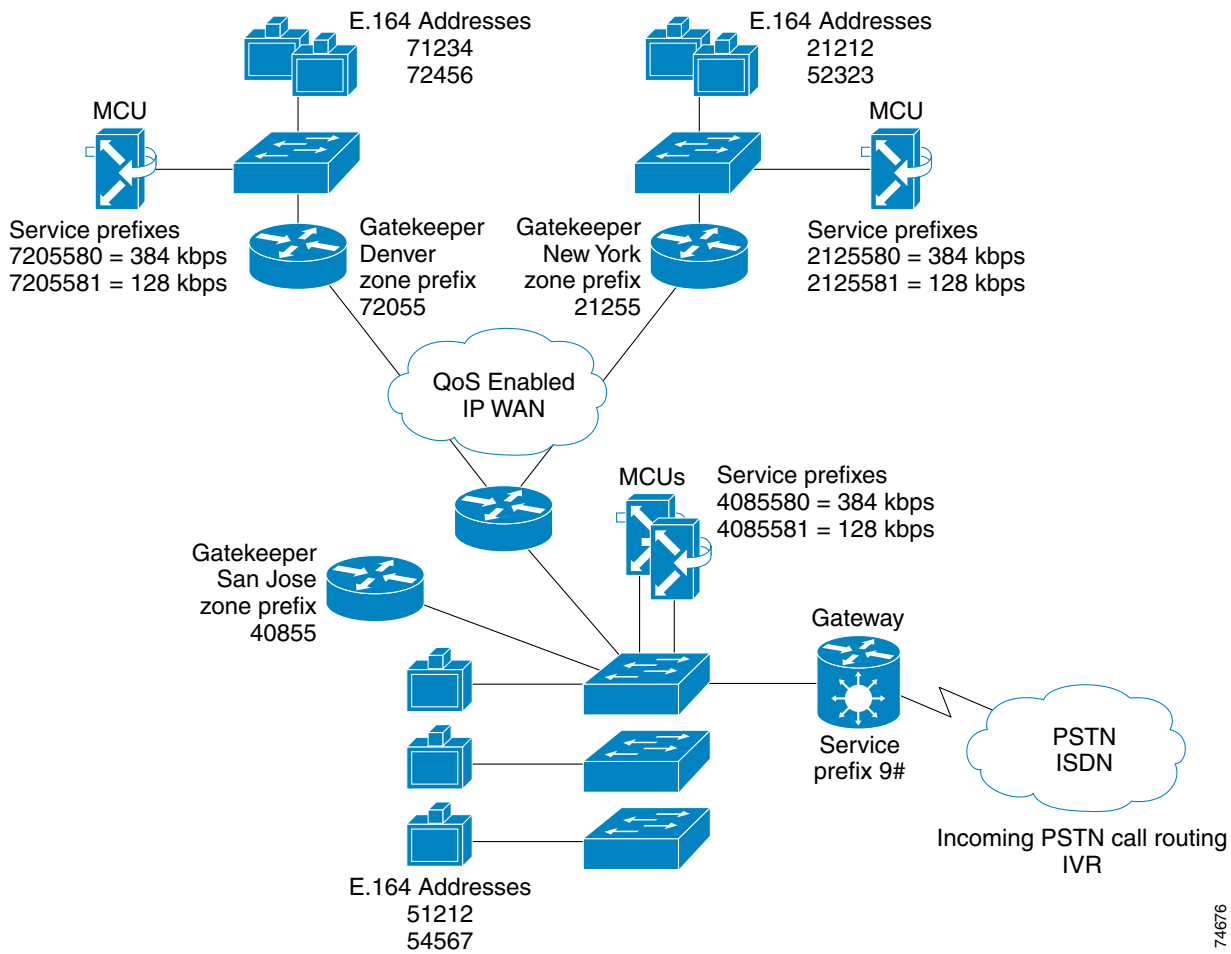 E.164 Addresses
71234
72456
E.164 Addresses
21212
52323
MCU
MCU
Service prefixes
7205580 = 384 kbps
7205581 = 128 kbps
Gatekeeper
Denver
zone prefix
72055
Gatekeeper
New York
zone prefix
21255
Service prefixes
2125580 = 384 kbps
2125581 = 128 kbps
QoS Enabled
IP WAN
MCUs
Service prefixes
4085580 = 384 kbps
4085581 = 128 kbps
Gatekeeper
San Jose
zone prefix
40855
Gateway
Service
prefix 9#
PSTN
ISDN
Incoming PSTN call routing
IVR
E.164 Addresses
51212
54567
74676